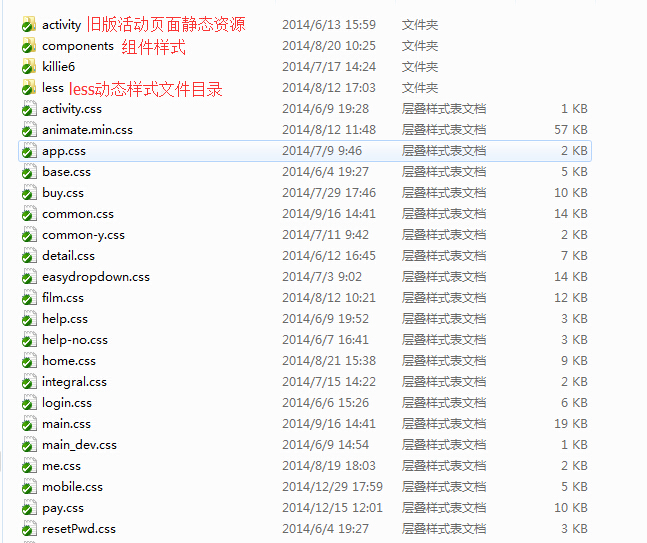 activity 旧版活动页面静态资源 2014/6/13 15:59 文件夹
components 组件样式 2014/8/20 10:25 文件夹
killie6 2014/7/17 14:24 文件夹
less less动态样式文件目录 2014/8/12 17:03 文件夹
activity.css 2014/6/9 19:28 层叠样式表文档 1 KB
animate.min.css 2014/8/12 11:48 层叠样式表文档 57 KB
app.css 2014/7/9 9:46 层叠样式表文档 2 KB
base.css 2014/6/4 19:27 层叠样式表文档 5 KB
buy.css 2014/7/29 17:46 层叠样式表文档 10 KB
common.css 2014/9/16 14:41 层叠样式表文档 14 KB
common-y.css 2014/7/11 9:42 层叠样式表文档 2 KB
detail.css 2014/6/12 16:45 层叠样式表文档 7 KB
easydropdown.css 2014/7/3 9:02 层叠样式表文档 14 KB
film.css 2014/8/12 10:21 层叠样式表文档 12 KB
help.css 2014/6/9 19:52 层叠样式表文档 3 KB
help-no.css 2014/6/7 16:41 层叠样式表文档 3 KB
home.css 2014/8/21 15:38 层叠样式表文档 9 KB
integral.css 2014/7/15 14:22 层叠样式表文档 2 KB
login.css 2014/6/6 15:26 层叠样式表文档 6 KB
main.css 2014/9/16 14:41 层叠样式表文档 19 KB
main_dev.css 2014/6/9 14:54 层叠样式表文档 1 KB
me.css 2014/8/19 18:03 层叠样式表文档 2 KB
mobile.css 2014/12/29 17:59 层叠样式表文档 5 KB
pay.css 2014/12/15 12:01 层叠样式表文档 10 KB
resetPwd.css 2014/6/4 19:27 层叠样式表文档 3 KB